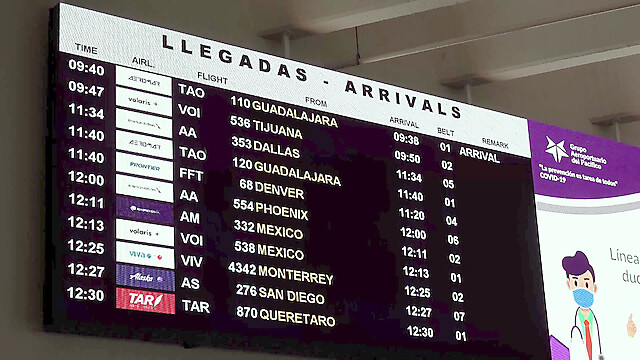 LLEGADAS - ARRIVALS
TIME AIRL. FLIGHT FROM ARRIVAL BELT REMARK
09:40 AEROMAR TAO 110 GUADALAJARA 09:38 01 ARRIVAL
09:47 volaris VOI 536 TIJUANA 09:50 02
11:34 AA 353 DALLAS 11:34 05
11:40 AEROMAR TAO 120 GUADALAJARA 11:40 01
11:40 FRONTIER FFT 68 DENVER 11:20 04
12:00 AA 554 PHOENIX 12:00 06
12:11 AM 332 MEXICO 12:11 02
12:13 volaris VOI 538 MEXICO 12:13 01
12:25 viva VIV 4342 MONTERREY 12:25 02
12:27 Alaska AS 276 SAN DIEGO 12:27 07
12:30 TAR TAR 870 QUERETARO 12:30 01
Grupo
Aeroportuario
del Pacífico
"La prevención es tarea de todos"
COVID-19
Línea
duc